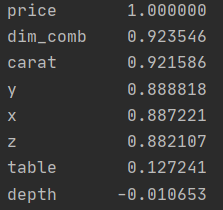 price 1.000000
dim_comb 0.923546
carat 0.921586
y 0.888818
x 0.887221
z 0.882107
table 0.127241
depth -0.010653